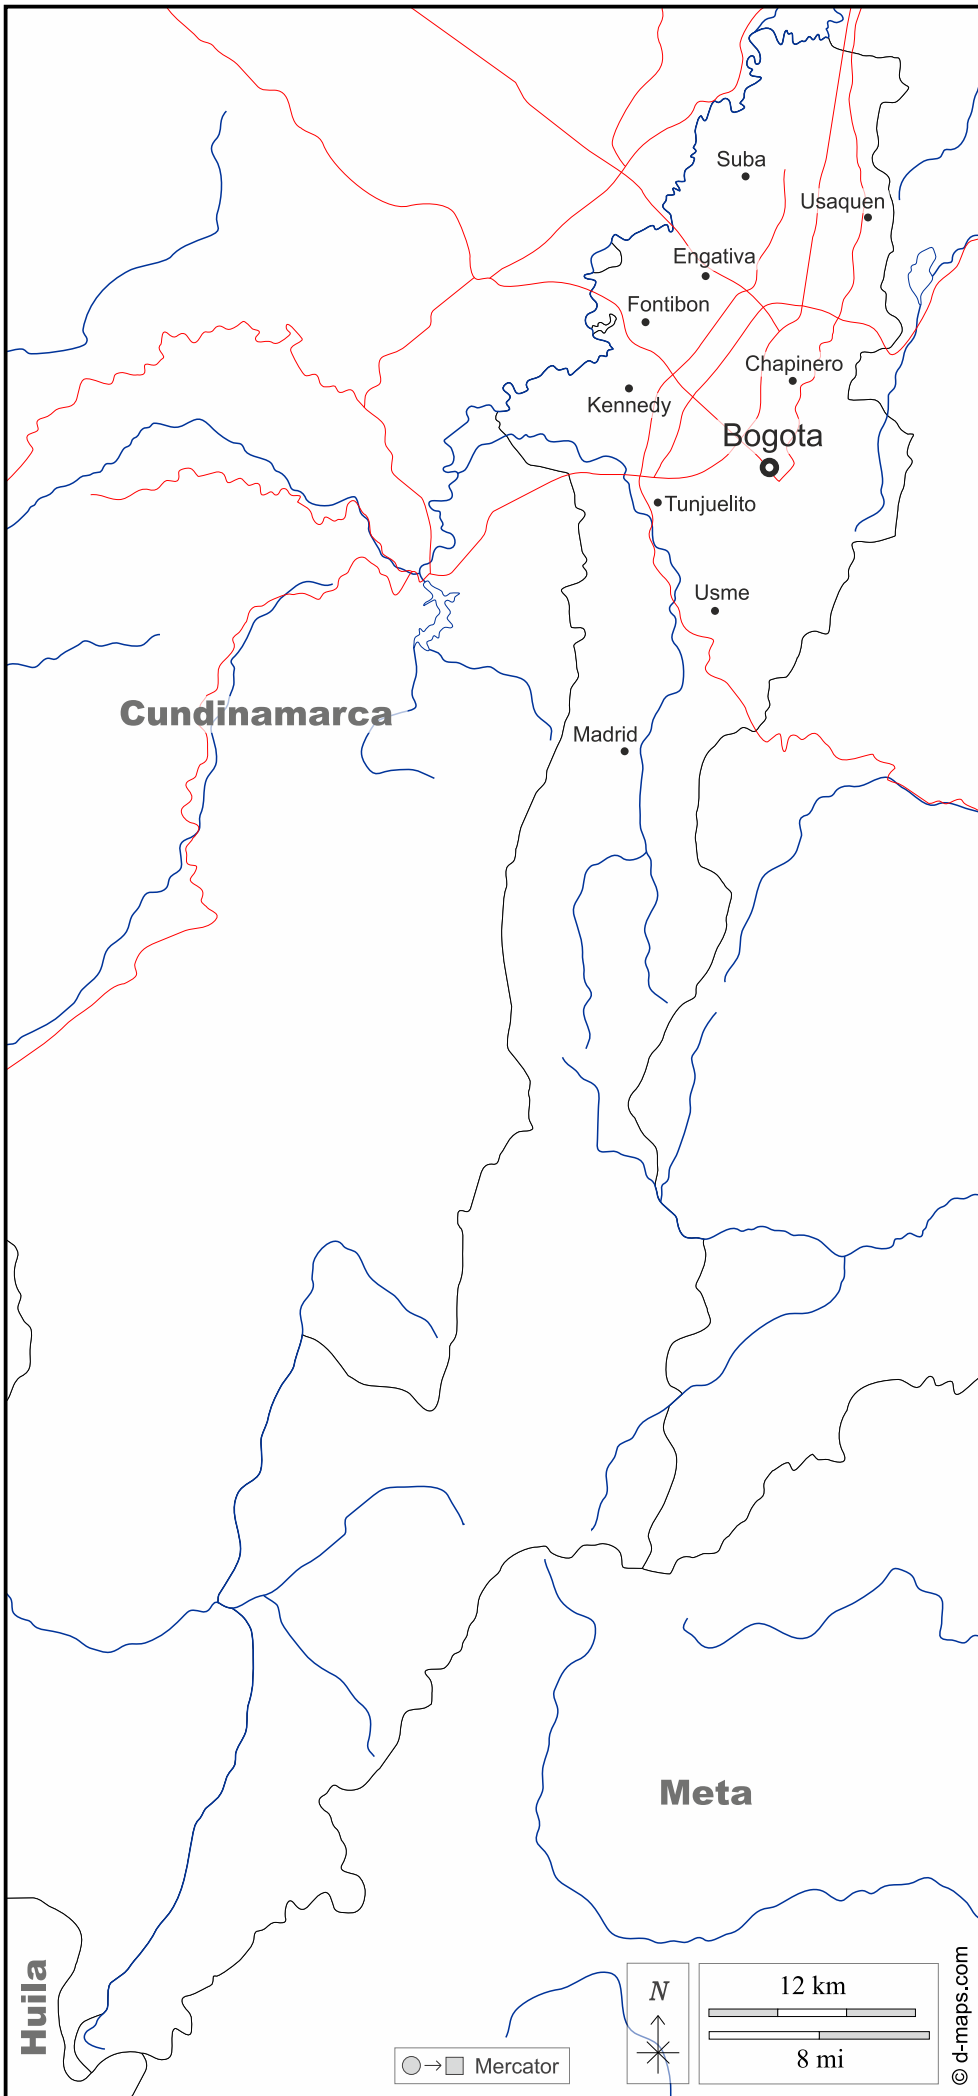 Suba
Usaquen
Engativa
Fontibon
Chapinero
Kennedy
Bogota
Tunjuelito
Usme
Cundinamarca
Madrid
Meta
Huila
N
12 km
8 mi
Mercator
© d-maps.com